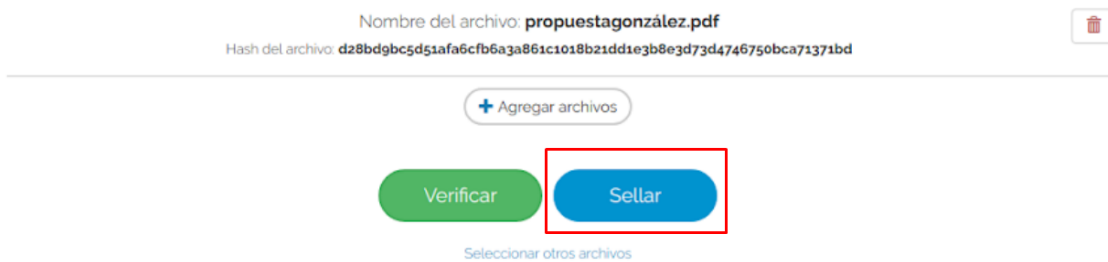 Nombre del archivo: propuestagonzález.pdf
Hash del archivo: d28bd9bc5d51afa6cfb6a3a861c1018b21dd1e3b8e3d73d4746750bca71371bd
+ Agregar archivos
Verificar Sellar
Seleccionar otros archivos